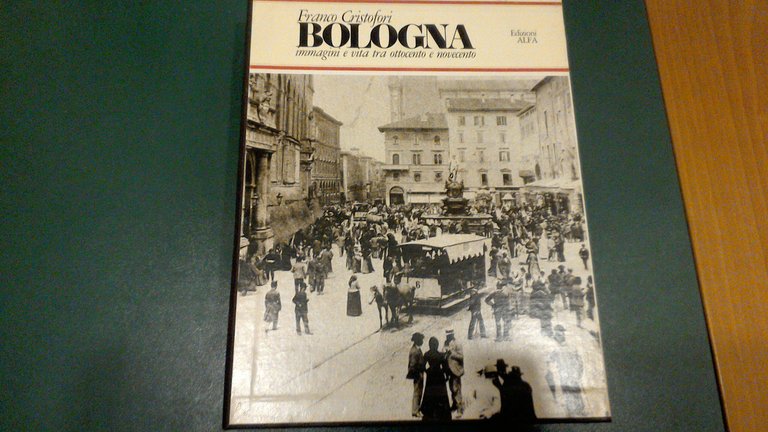 Franco Cristofori
BOLOGNA
immagini e vita tra ottocento e novecento
Edizioni
ALFA